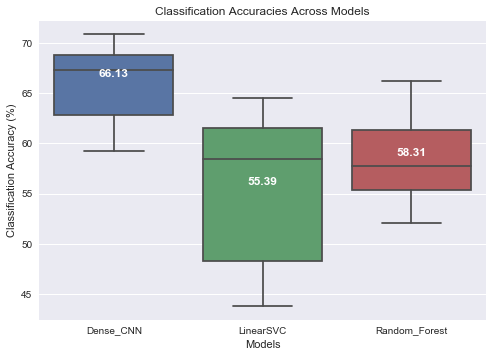 Classification Accuracies Across Models
Classification Accuracy (%)
70
65
60
55
50
45
66.13
55.39
58.31
Dense_CNN
LinearSVC
Random_Forest
Models